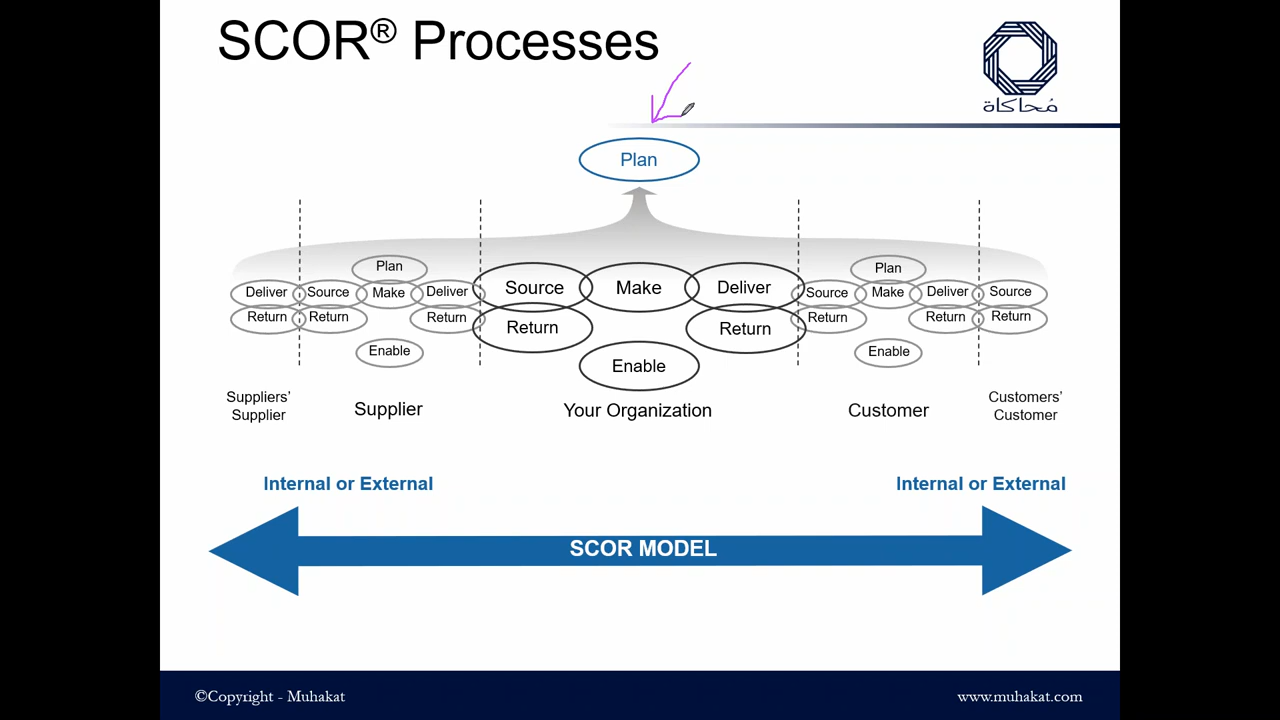 SCOR® Processes
مُحاكاة
Plan
Plan
Plan
Deliver Source Make Deliver Source Make Deliver Source Make Deliver Source
Return Return Return Return Return Return Return Return
Enable Enable Enable
Suppliers’
Supplier
Supplier
Your Organization
Customer
Customers’
Customer
Internal or External Internal or External
SCOR MODEL
©Copyright - Muhakat www.muhakat.com